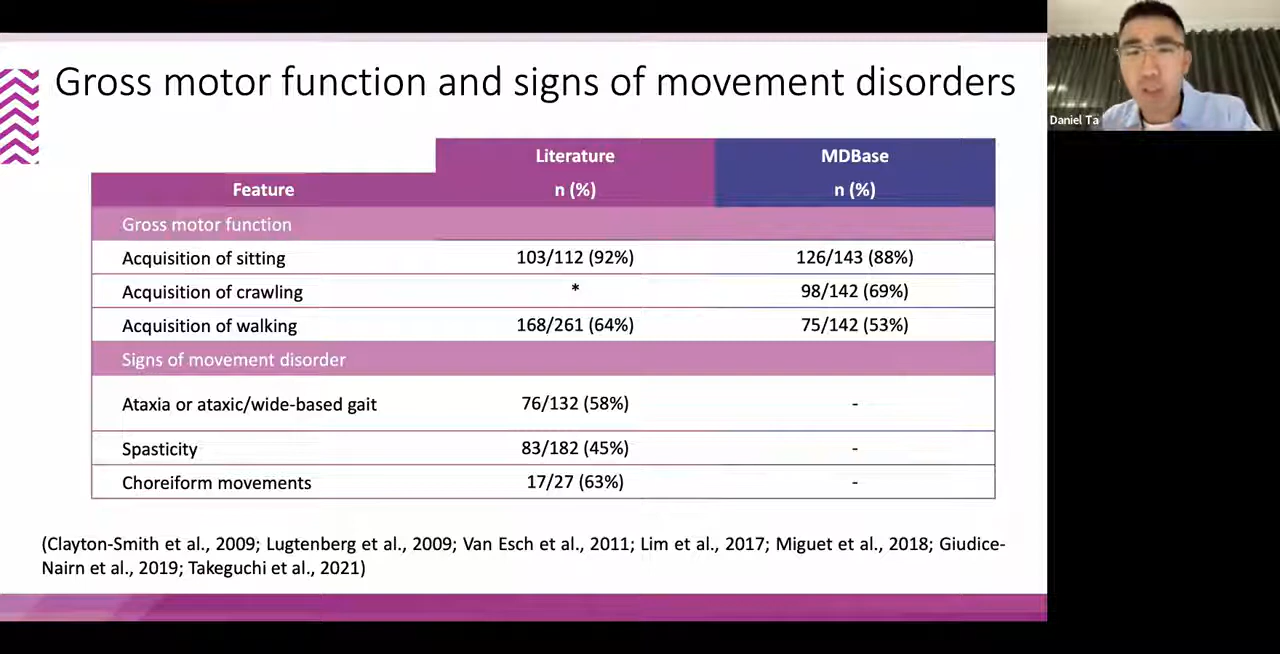 Gross motor function and signs of movement disorders
Daniel Ta
Literature MDBase
Feature n (%) n (%)
Gross motor function
Acquisition of sitting 103/112 (92%) 126/143 (88%)
Acquisition of crawling * 98/142 (69%)
Acquisition of walking 168/261 (64%) 75/142 (53%)
Signs of movement disorder
Ataxia or ataxic/wide-based gait 76/132 (58%) -
Spasticity 83/182 (45%) -
Choreiform movements 17/27 (63%) -
(Clayton-Smith et al., 2009; Lugtenberg et al., 2009; Van Esch et al., 2011; Lim et al., 2017; Miguet et al., 2018; Giudice-
Nairn et al., 2019; Takeguchi et al., 2021)